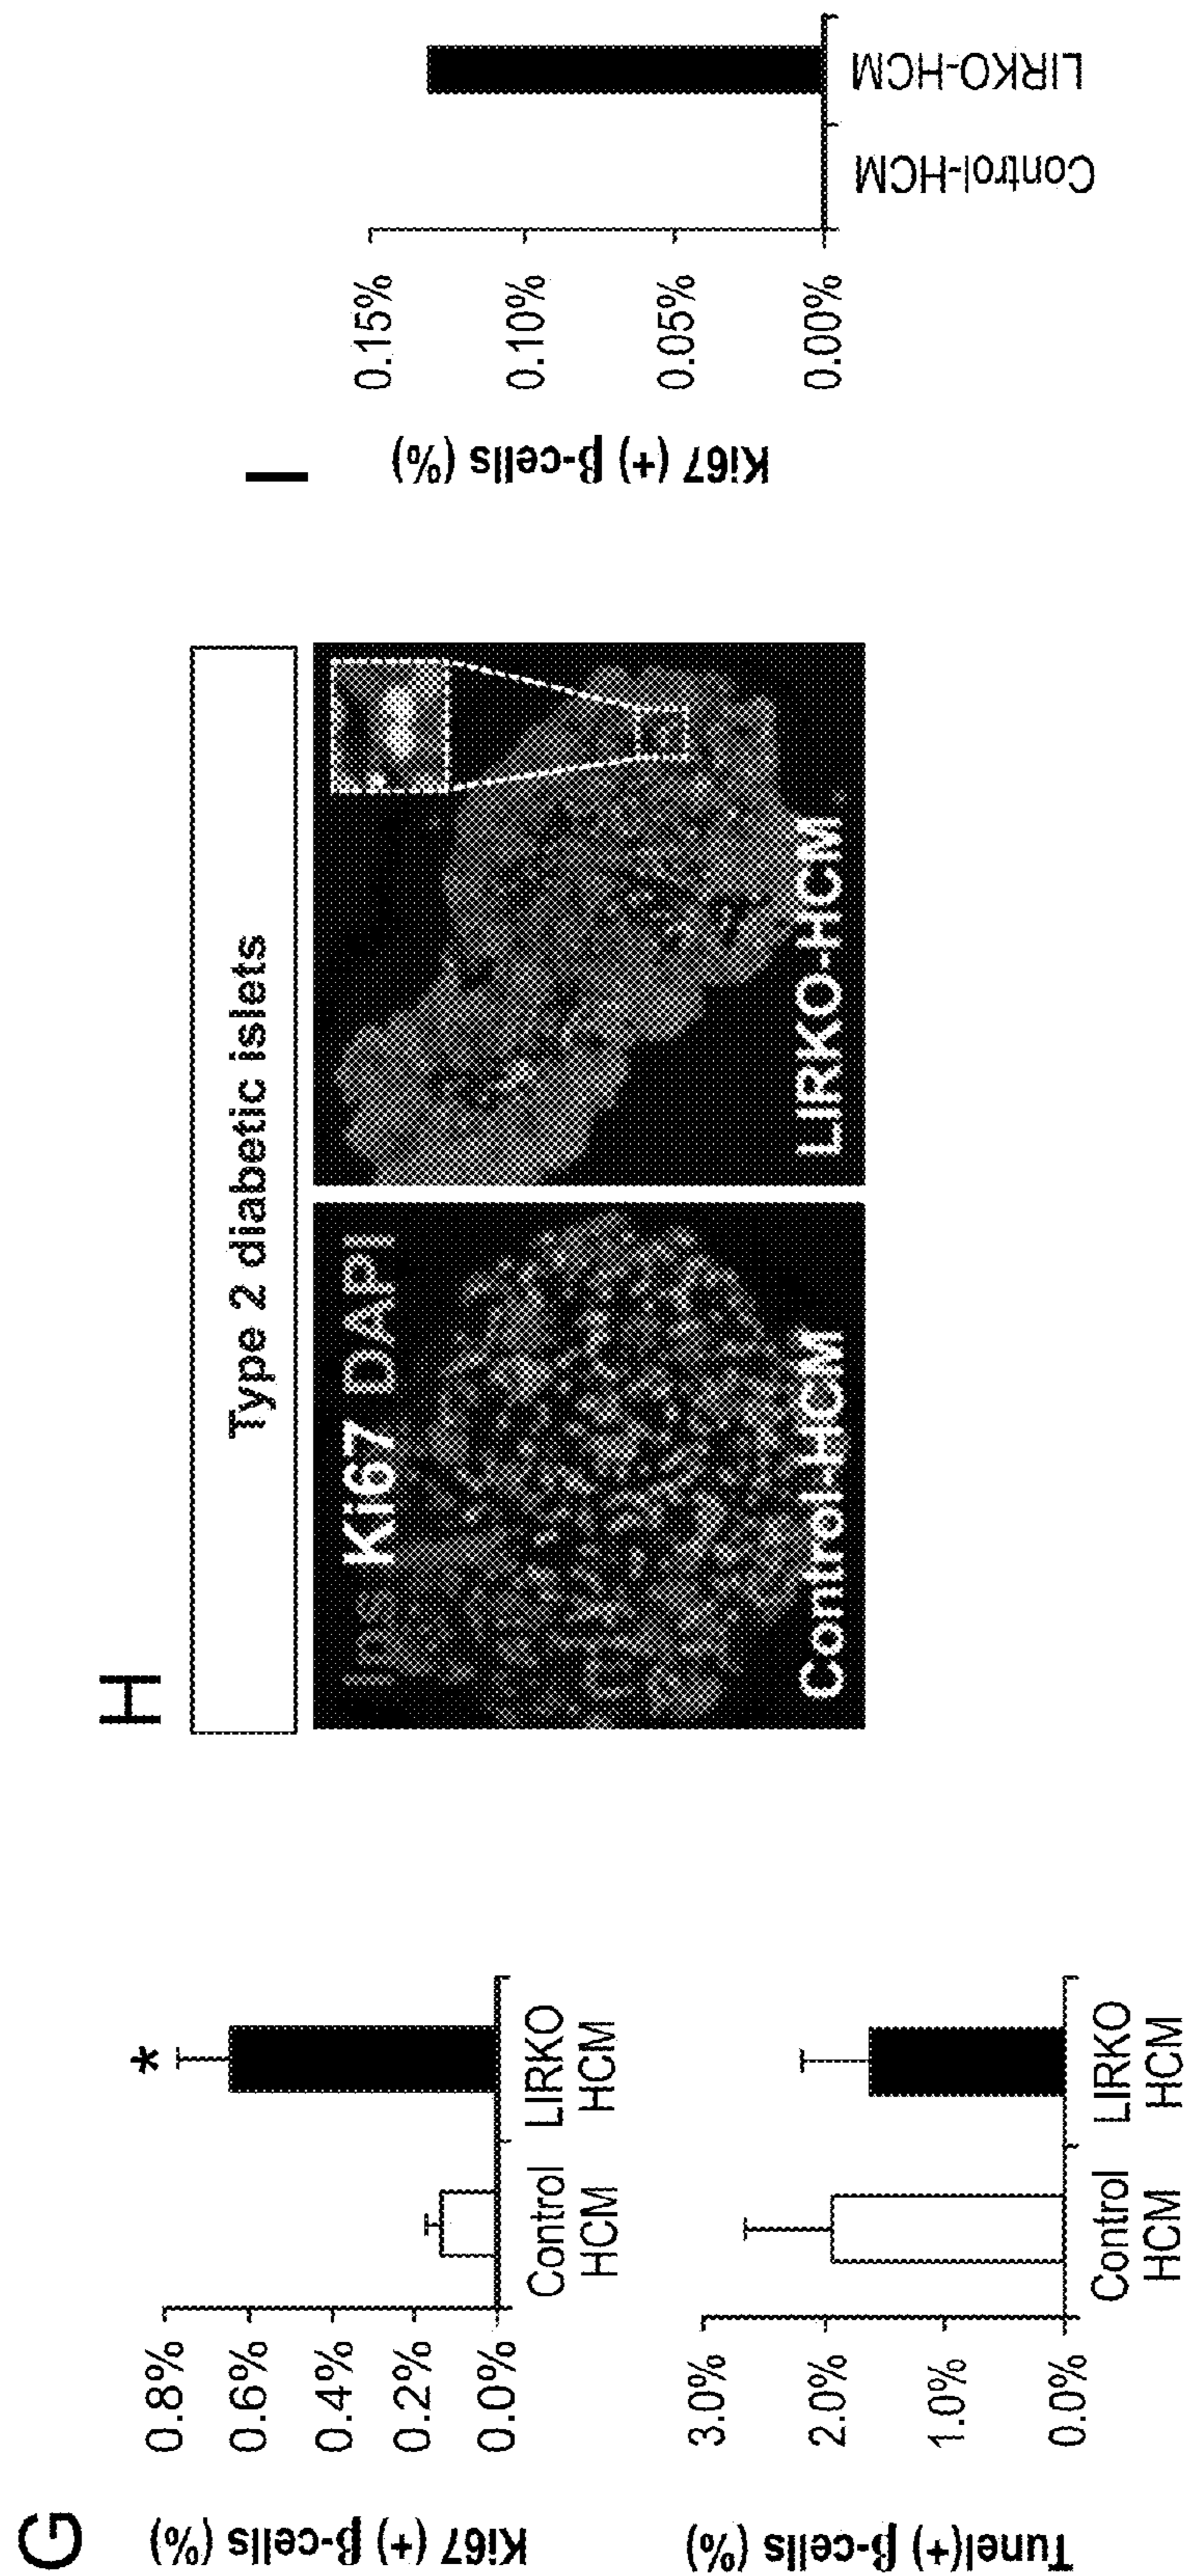 G
Ki67 (+) β-cells (%)
0.8%
0.6%
0.4%
0.2%
0.0%
*
Control
HCM
LIRKO
HCM
Tunel(+) β-cells (%)
3.0%
2.0%
1.0%
0.0%
Control
HCM
LIRKO
HCM
H
Type 2 diabetic islets
Ins Ki67 DAPI
Control-HCM
LIRKO-HCM
I
Ki67 (+) β-cells (%)
0.15%
0.10%
0.05%
0.00%
Control-HCM
LIRKO-HCM